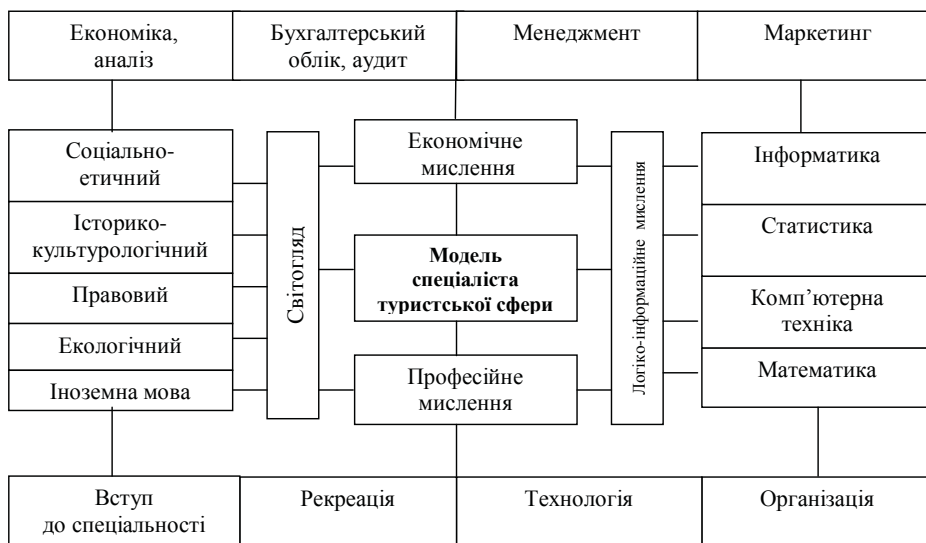 Економіка,
аналіз
Бухгалтерський
облік, аудит
Менеджмент
Маркетинг
Соціально-
етичний
Історико-
культурологічний
Правовий
Екологічний
Іноземна мова
Світогляд
Економічне
мислення
Модель
спеціаліста
туристської сфери
Професійне
мислення
Логіко-інформаційне мислення
Інформатика
Статистика
Комп’ютерна
техніка
Математика
Вступ
до спеціальності
Рекреація
Технологія
Організація